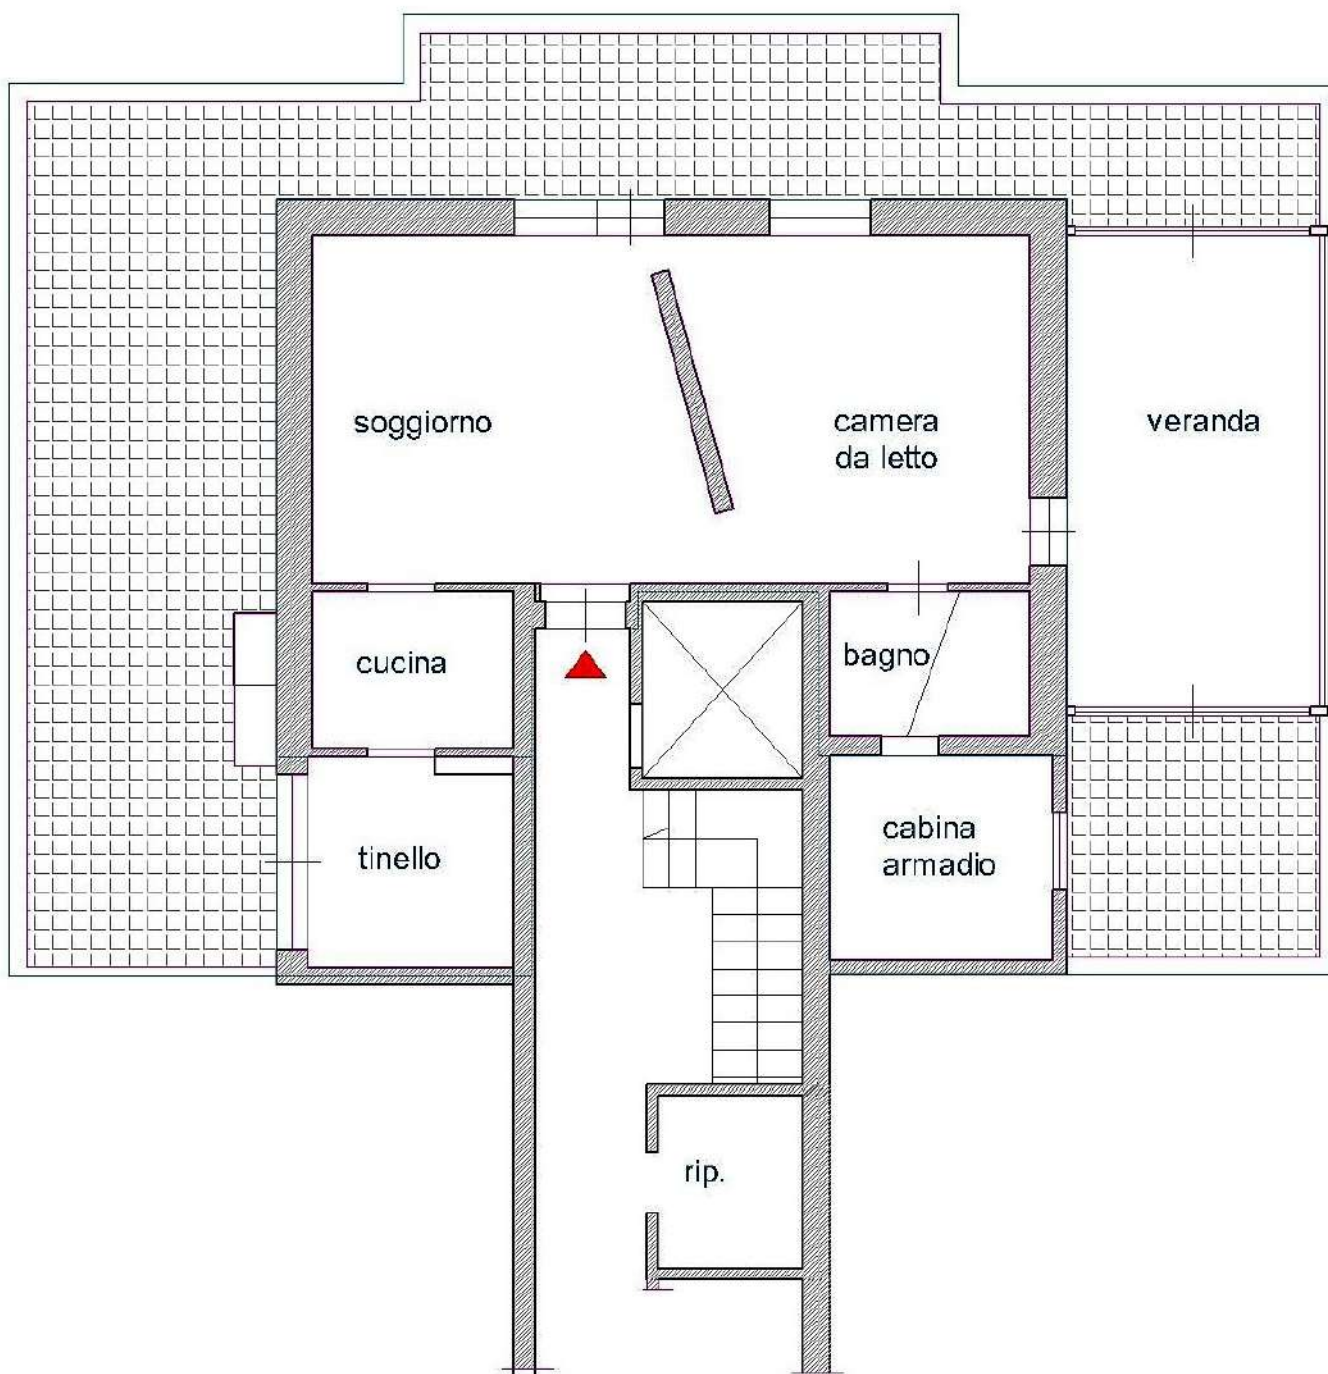 soggiorno
camera
da letto
veranda
cucina
bagno
tinello
cabina
armadio
rip.